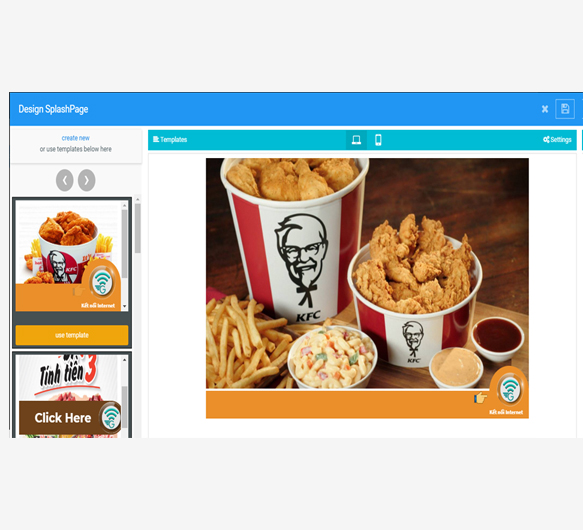 Design SplashPage
create new
or use templates below here
Templates
Settings
KFC
Kết nối Internet
use template
Tính tiền 3
Click Here
KFC
KFC
Kết nối Internet